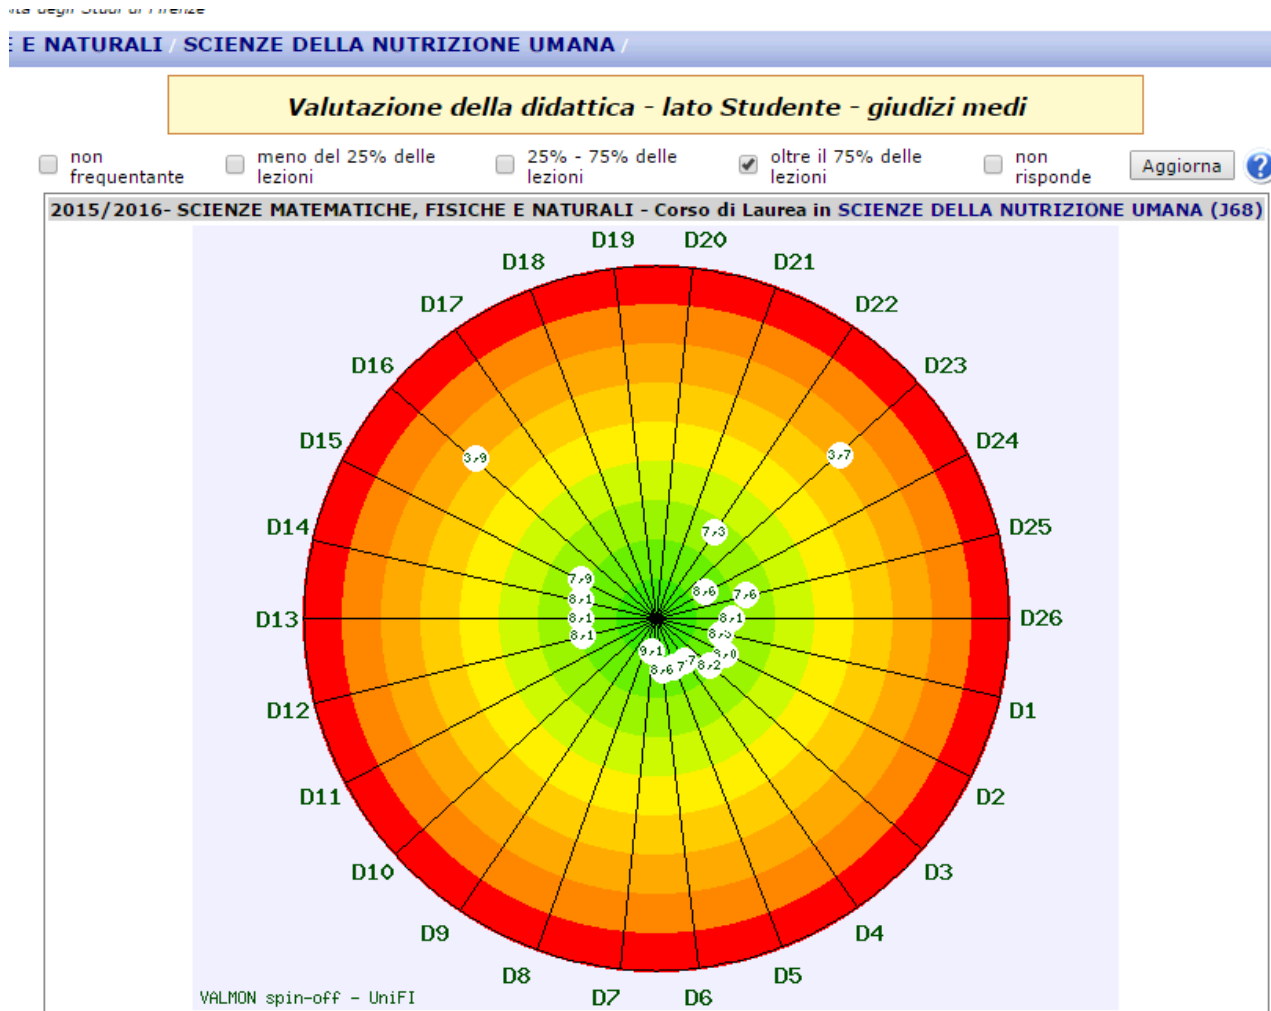 E NATURALI / SCIENZE DELLA NUTRIZIONE UMANA /
Valutazione della didattica - lato Studente - giudizi medi
non frequentante
meno del 25% delle lezioni
25% - 75% delle lezioni
oltre il 75% delle lezioni
non risponde
Aggiorna
?
2015/2016- SCIENZE MATEMATICHE, FISICHE E NATURALI - Corso di Laurea in SCIENZE DELLA NUTRIZIONE UMANA (J68)
D19 D20
D18 D21
D17 D22
D16 D23
D15 D24
3,9 3,7
D14 D25
7,3
7,9
8,6 7,6
8,1
D13 8,1 8,1 D26
8,1
9,1
8,6 8,2
D12 D1
D11 D2
D10 D3
D9 D4
D8 D5
D7 D6
VALMON spin-off - UniFI